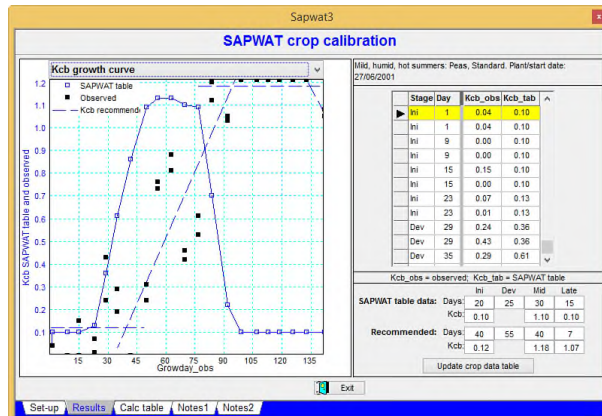 Sapwat3
x
SAPWAT crop calibration
Kcb growth curve
SAPWAT table
Observed
Kcb recommend
Kcb SAPWAT table and observed
1.2
1.1
1.0
0.9
0.8
0.7
0.6
0.5
0.4
0.3
0.2
0.1
15 30 45 60 75 90 105 120 135
Growday_obs
Mild, humid, hot summers: Peas, Standard. Plant/start date:
27/06/2001
Stage Day Kcb_obs Kcb_tab
Ini 1 0.04 0.10
Ini 1 0.04 0.10
Ini 9 0.00 0.10
Ini 9 0.00 0.10
Ini 15 0.15 0.10
Ini 15 0.00 0.10
Ini 23 0.07 0.13
Ini 23 0.01 0.13
Dev 29 0.24 0.36
Dev 29 0.43 0.36
Dev 35 0.29 0.61
Kcb_obs = observed; Kcb_tab = SAPWAT table
Ini Dev Mid Late
SAPWAT table data: Days: 20 25 30 15
Kcb: 0.10 1.10 0.10
Recommended: Days: 40 55 40 7
Kcb: 0.12 1.18 1.07
Update crop data table
Exit
Set-up Results Calc table Notes1 Notes2